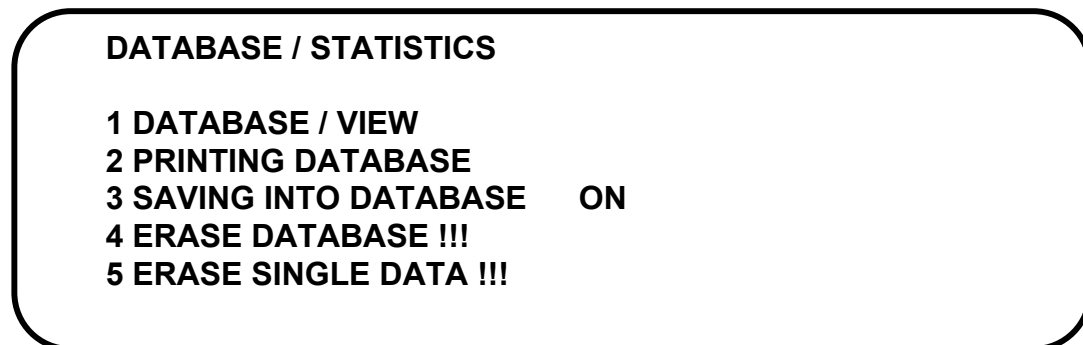 DATABASE / STATISTICS
1 DATABASE / VIEW
2 PRINTING DATABASE
3 SAVING INTO DATABASE ON
4 ERASE DATABASE !!!
5 ERASE SINGLE DATA !!!